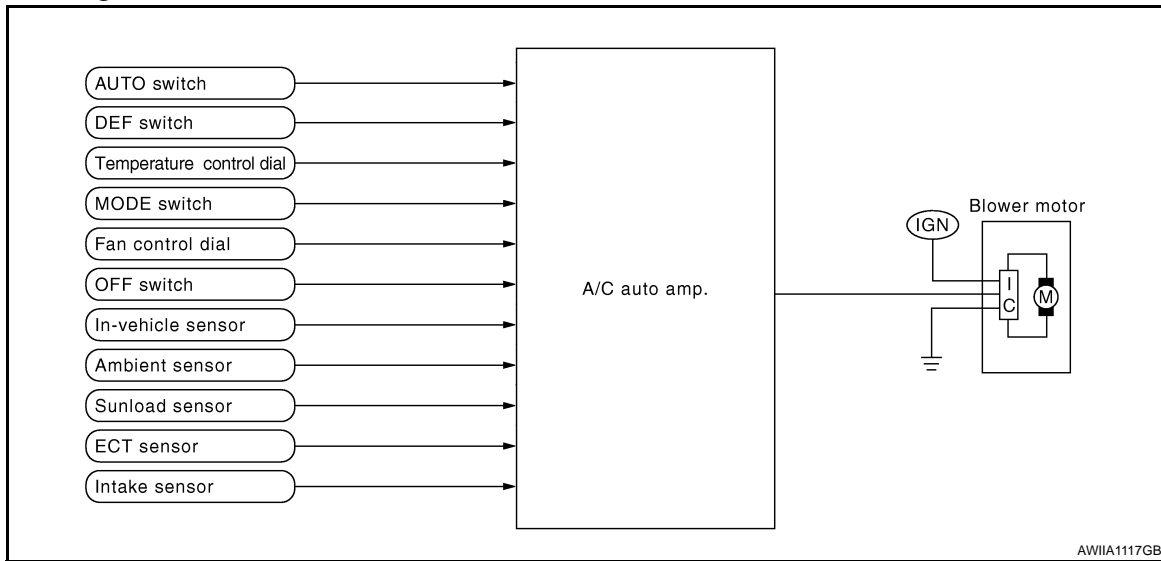 AUTO switch
DEF switch
Temperature control dial
MODE switch
Fan control dial
OFF switch
In-vehicle sensor
Ambient sensor
Sunload sensor
ECT sensor
Intake sensor
A/C auto amp.
IGN
Blower motor
I
C
M
AWIIA1117GB